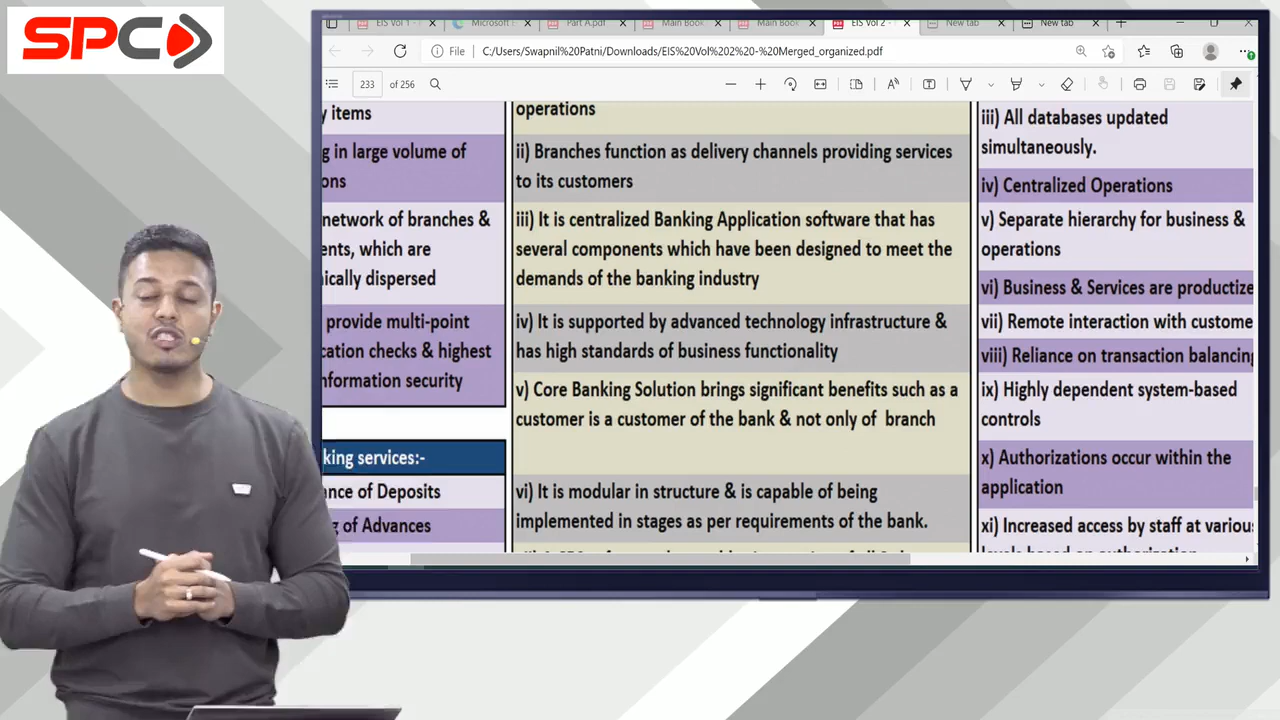 SPC
EIS Vol 1 -
Microsoft
Part A.pdf
Main Book
Main Book
EIS Vol 2 -
New tab
New tab
File
C:/Users/Swapnil%20Patni/Downloads/EIS%20Vol%202%20-%20Merged_organized.pdf
233 of 256
y items
g in large volume of
ons
network of branches &
ents, which are
ically dispersed
provide multi-point
cation checks & highest
nformation security
king services:-
ance of Deposits
g of Advances
operations
ii) Branches function as delivery channels providing services
to its customers
iii) It is centralized Banking Application software that has
several components which have been designed to meet the
demands of the banking industry
iv) It is supported by advanced technology infrastructure &
has high standards of business functionality
v) Core Banking Solution brings significant benefits such as a
customer is a customer of the bank & not only of branch
vi) It is modular in structure & is capable of being
implemented in stages as per requirements of the bank.
iii) All databases updated
simultaneously.
iv) Centralized Operations
v) Separate hierarchy for business &
operations
vi) Business & Services are productize
vii) Remote interaction with custome
viii) Reliance on transaction balancing
ix) Highly dependent system-based
controls
x) Authorizations occur within the
application
xi) Increased access by staff at variou